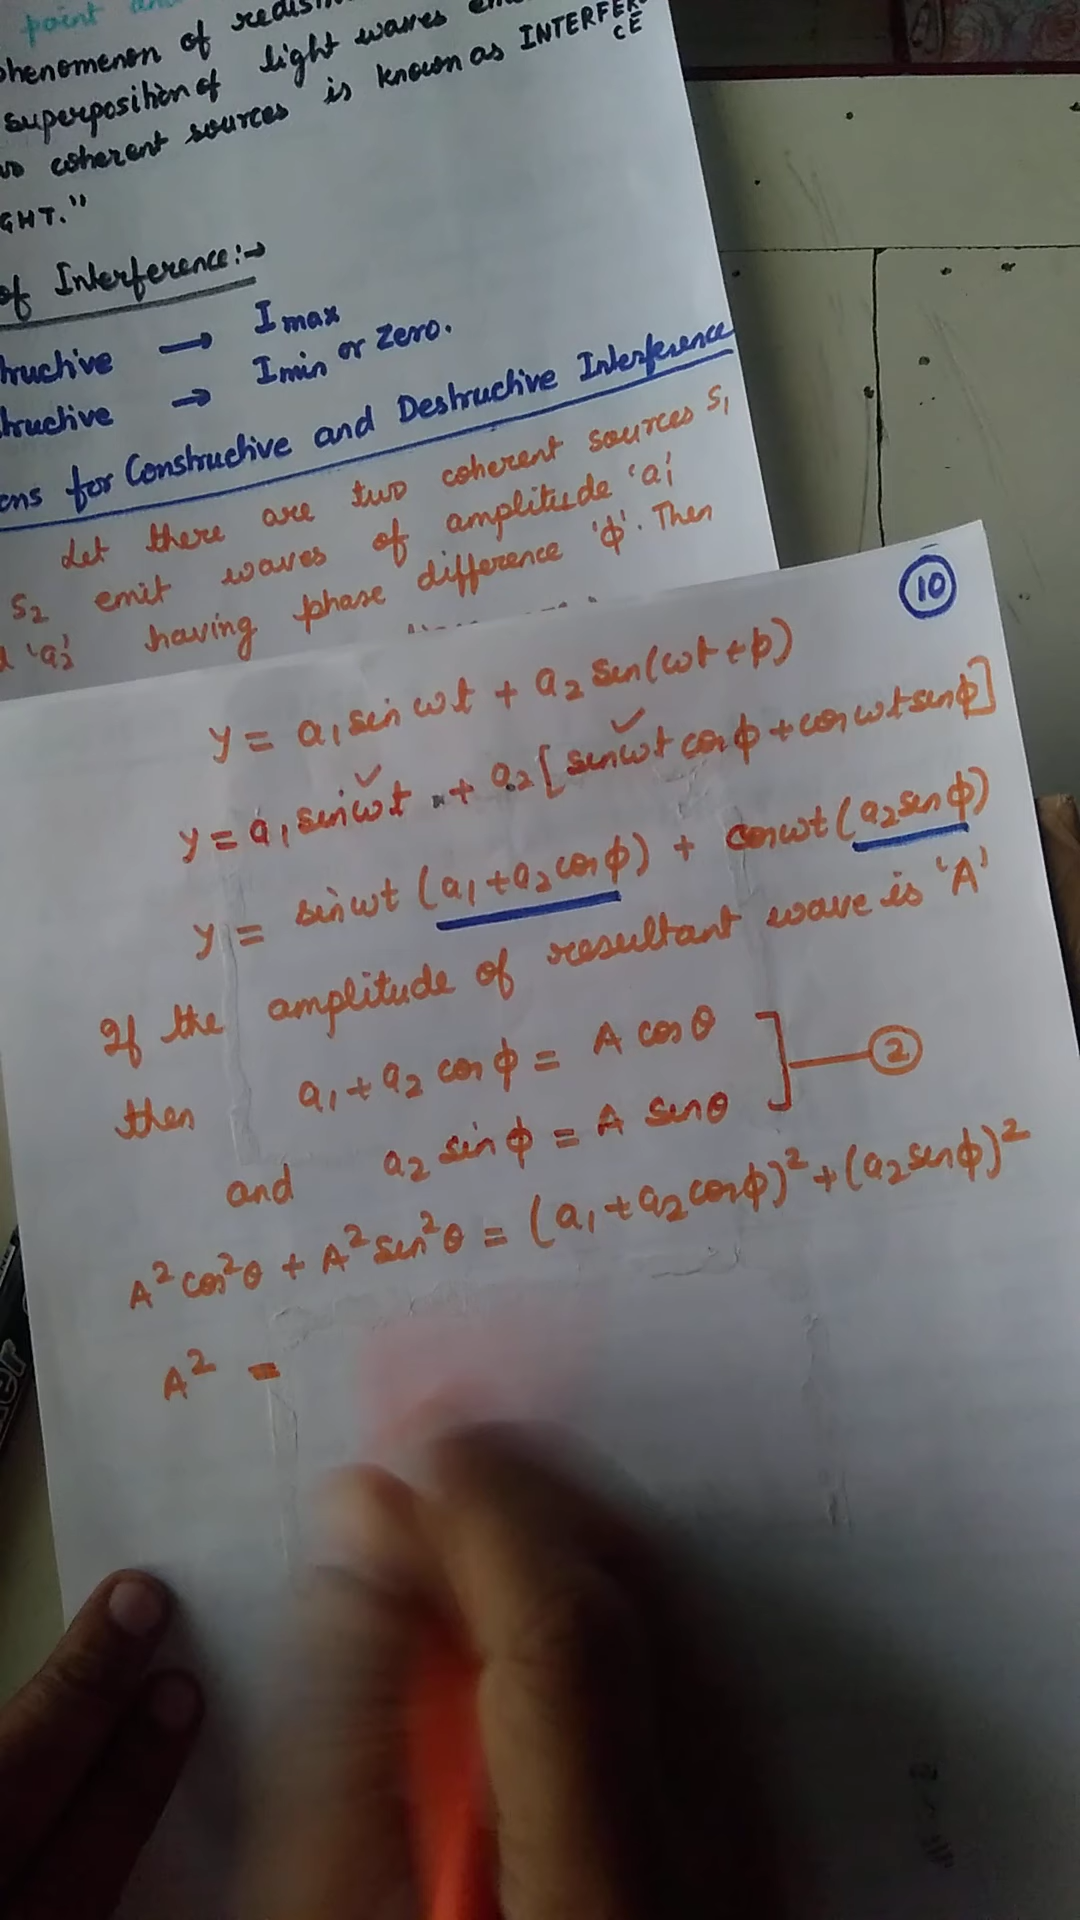 point
phenomenon of
superposition of light waves
coherent sources is known as INTERFEREN
CE
GHT."
of Interference:→
tructive → I max
tructive → Imin or zero.
ons for Constructive and Destructive Interference
Let there are two coherent sources S1
S2 emit waves of amplitude 'a1'
'a2' having phase difference 'ϕ'. Then
10
y = a1 sin ωt + a2 sin(ωt+ϕ)
y = a1 sin ωt + a2 [ sin ωt cos ϕ + cos ωt sin ϕ]
y = sin ωt (a1 + a2 cos ϕ) + cos ωt (a2 sin ϕ)
If the amplitude of resultant wave is 'A'
then a1 + a2 cos ϕ = A cos θ
2
and a2 sin ϕ = A sin θ
A² cos²θ + A² sin²θ = (a1 + a2 cos ϕ)² + (a2 sin ϕ)²
A² =